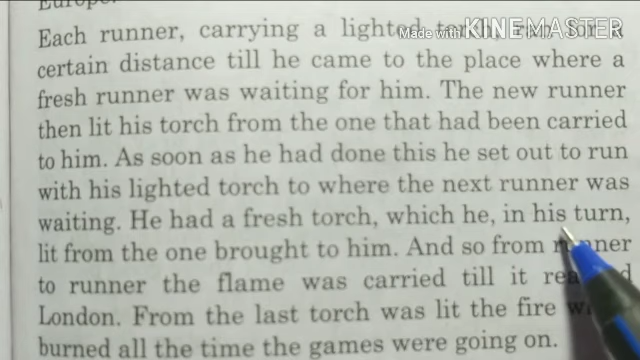 Europe.
Made with KINEMASTER
Each runner, carrying a lighted torch, ran for a
certain distance till he came to the place where a
fresh runner was waiting for him. The new runner
then lit his torch from the one that had been carried
to him. As soon as he had done this he set out to run
with his lighted torch to where the next runner was
waiting. He had a fresh torch, which he, in his turn,
lit from the one brought to him. And so from runner
to runner the flame was carried till it reached
London. From the last torch was lit the fire
burned all the time the games were going on.